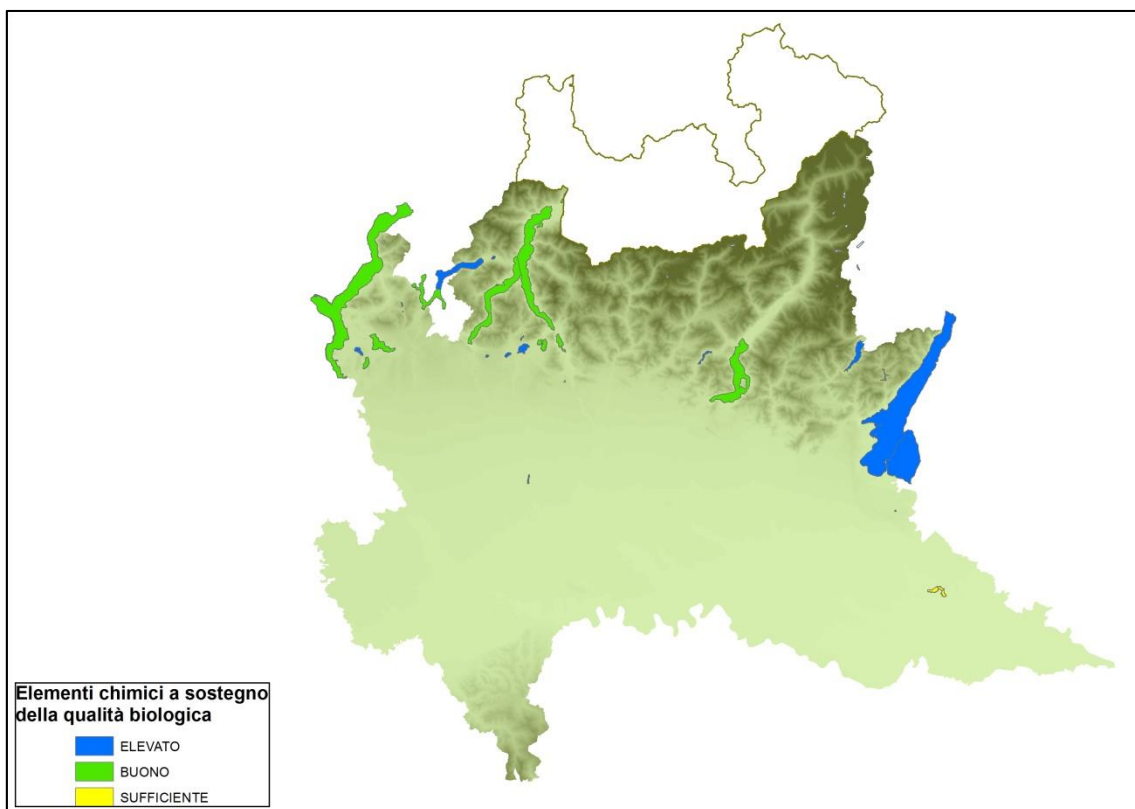 Elementi chimici a sostegno
della qualità biologica
ELEVATO
BUONO
SUFFICIENTE